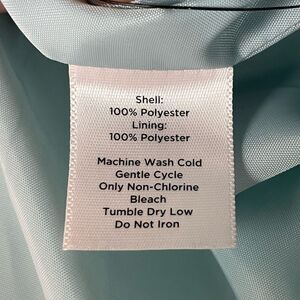 Shell:
100% Polyester
Lining:
100% Polyester
Machine Wash Cold
Gentle Cycle
Only Non-Chlorine
Bleach
Tumble Dry Low
Do Not Iron